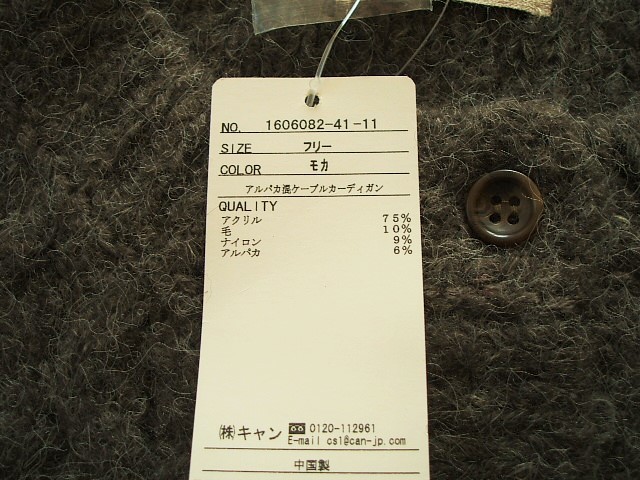 NO. 1606082-41-11
SIZE フリー
COLOR モカ
アルパカ混ケーブルカーディガン
QUALITY
アクリル 75%
毛 10%
ナイロン 9%
アルパカ 6%
㈱キャン 0120-112961
E-mail cs1@can-jp.com
中国製